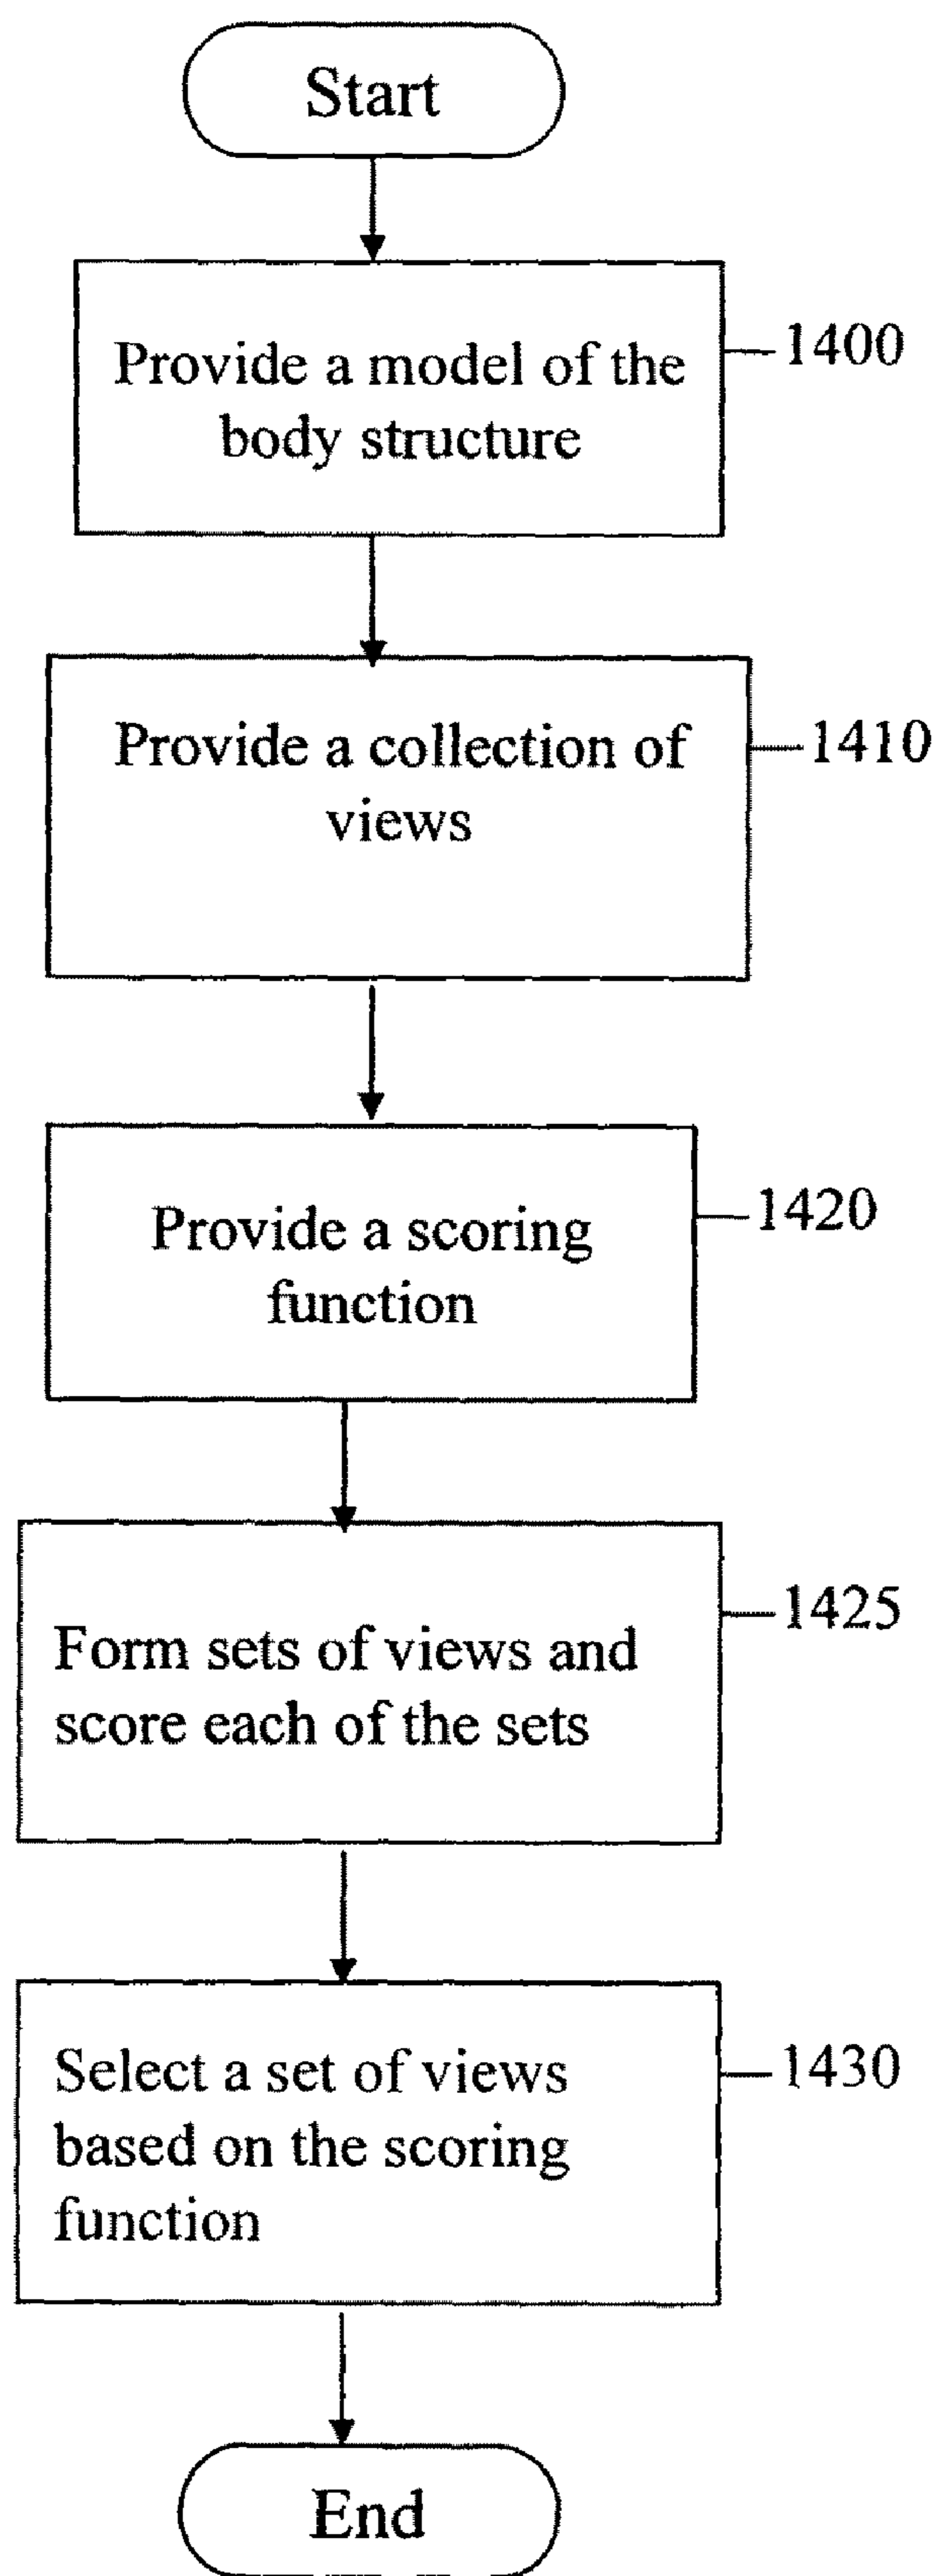 Start
Provide a model of the
body structure
1400
Provide a collection of
views
1410
Provide a scoring
function
1420
Form sets of views and
score each of the sets
1425
Select a set of views
based on the scoring
function
1430
End